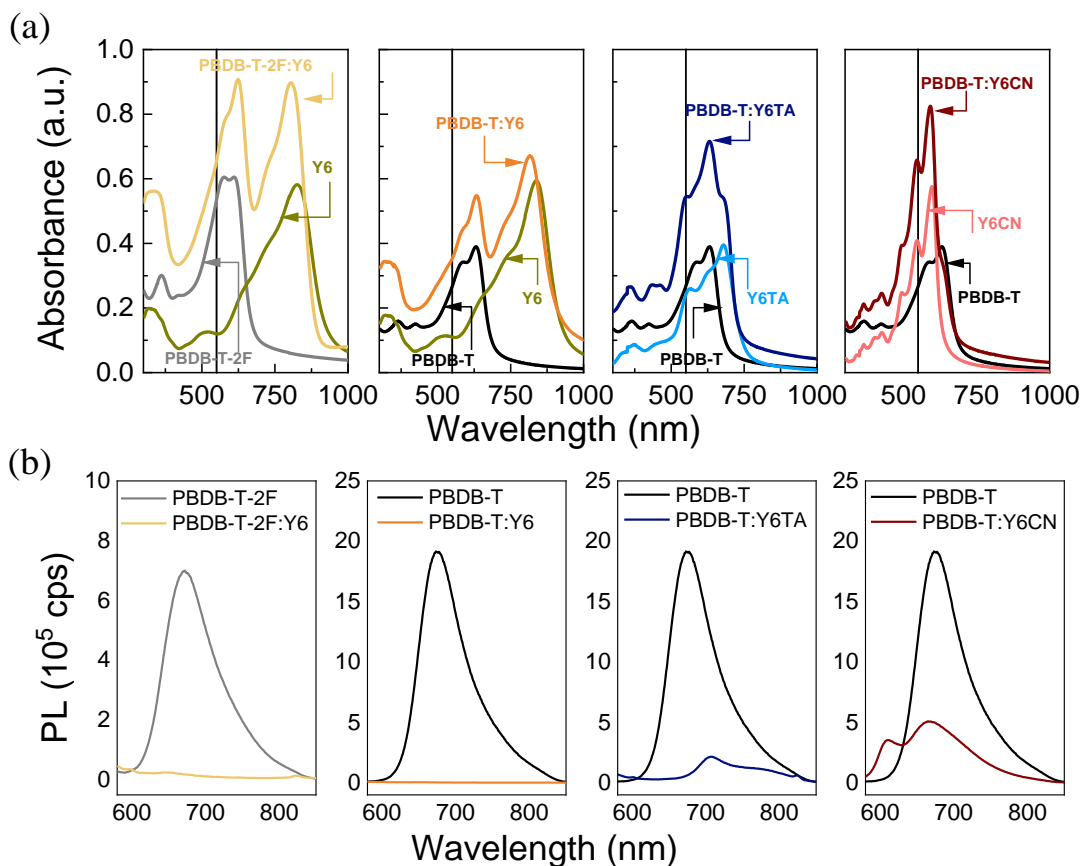 (a)
Absorbance (a.u.)
1.0
0.8
0.6
0.4
0.2
0.0
PBDB-T-2F:Y6
Y6
PBDB-T-2F
PBDB-T:Y6
Y6
PBDB-T
PBDB-T:Y6TA
Y6TA
PBDB-T
PBDB-T:Y6CN
Y6CN
PBDB-T
500 750 1000
500 750 1000
500 750 1000
500 750 1000
Wavelength (nm)
(b)
PL (10⁵ cps)
10
8
6
4
2
0
PBDB-T-2F
PBDB-T-2F:Y6
25
20
15
10
5
0
PBDB-T
PBDB-T:Y6
25
20
15
10
5
0
PBDB-T
PBDB-T:Y6TA
25
20
15
10
5
0
PBDB-T
PBDB-T:Y6CN
600 700 800
600 700 800
600 700 800
600 700 800
Wavelength (nm)